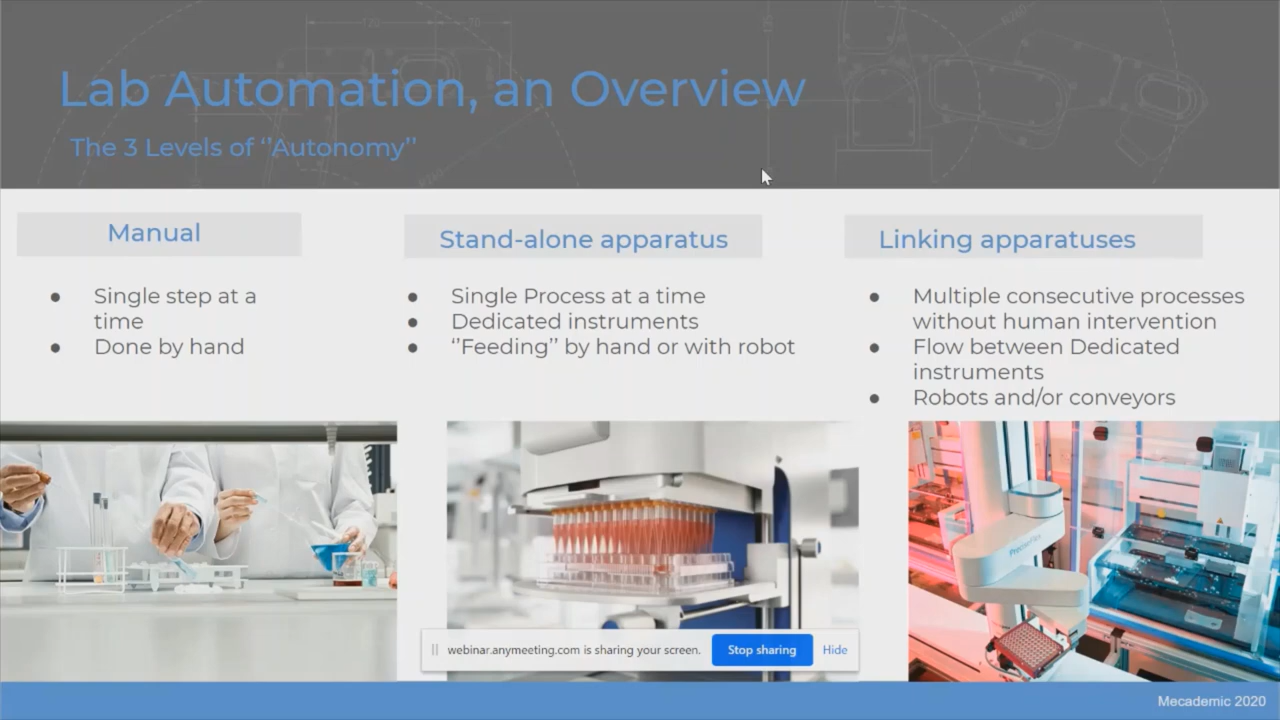 Lab Automation, an Overview
The 3 Levels of ‘’Autonomy’’
Manual
Single step at a
time
Done by hand
Stand-alone apparatus
Single Process at a time
Dedicated instruments
‘’Feeding’’ by hand or with robot
Linking apparatuses
Multiple consecutive processes
without human intervention
Flow between Dedicated
instruments
Robots and/or conveyors
webinar.anymeeting.com is sharing your screen.
Stop sharing
Hide
Mecademic 2020